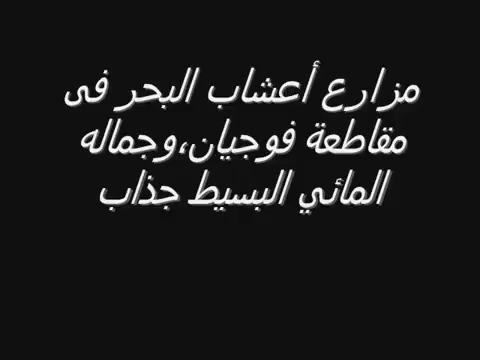 مزارع أعشاب البحر فى
مقاطعة فوجيان،وجماله
المائي البسيط جذاب